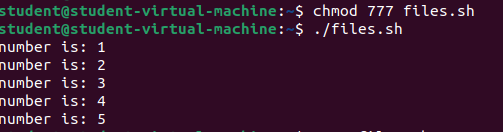 student@student-virtual-machine:~$ chmod 777 files.sh
student@student-virtual-machine:~$ ./files.sh
number is: 1
number is: 2
number is: 3
number is: 4
number is: 5